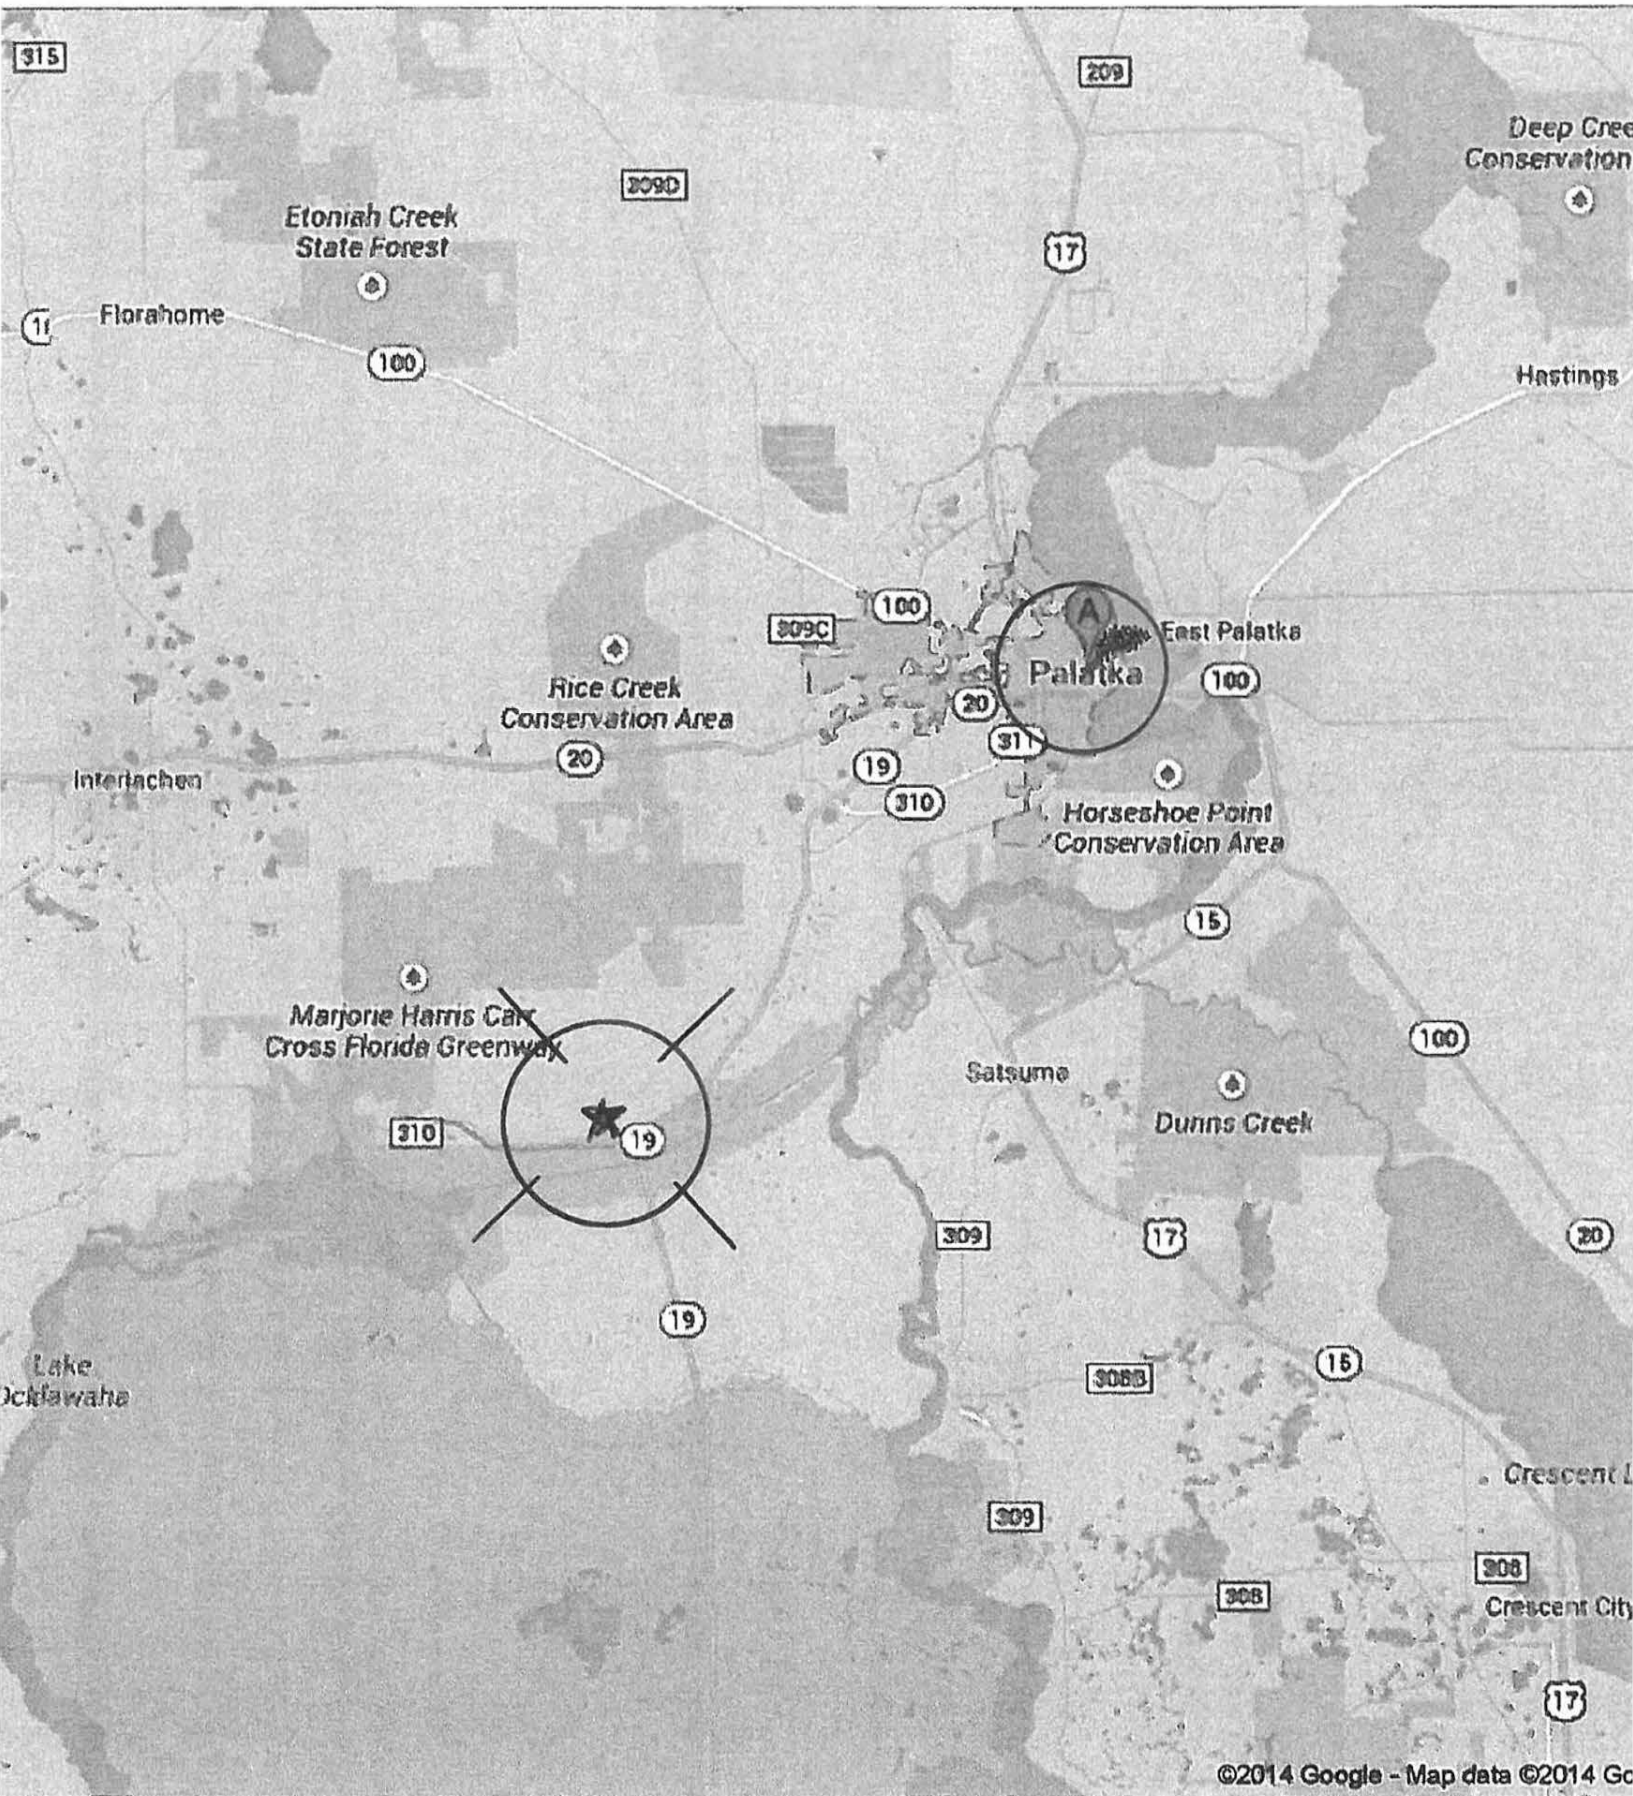 315
209
Deep Cree
Conservation
309D
Etoniah Creek
State Forest
17
Florahome
100
Hastings
100
309C
A
East Palatka
Palatka
100
Rice Creek
Conservation Area
20
20
311
19
310
Interlachen
Horseshoe Point
Conservation Area
15
Marjorie Harris Carr
Cross Florida Greenway
100
Satsuma
Dunns Creek
310
19
309
17
20
19
15
308B
Lake
Ocklawaha
Crescent L
309
308
308
Crescent City
17
©2014 Google - Map data ©2014 Go